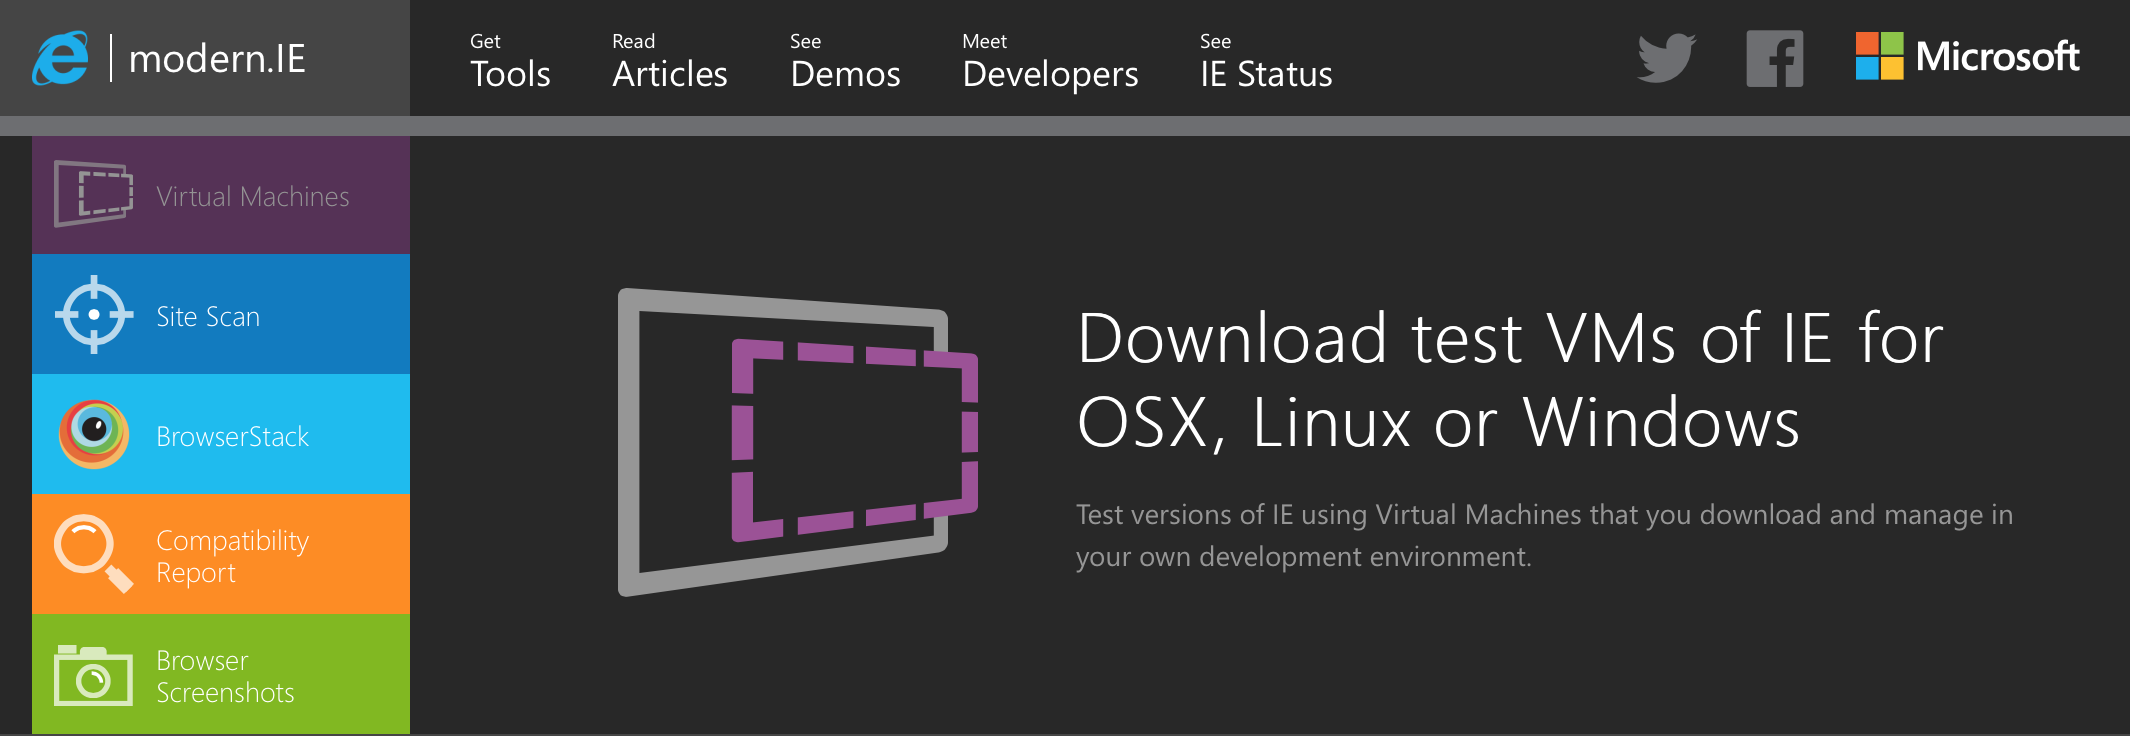 modern.IE
Get
Tools
Read
Articles
See
Demos
Meet
Developers
See
IE Status
Microsoft
Virtual Machines
Site Scan
BrowserStack
Compatibility
Report
Browser
Screenshots
Download test VMs of IE for
OSX, Linux or Windows
Test versions of IE using Virtual Machines that you download and manage in
your own development environment.